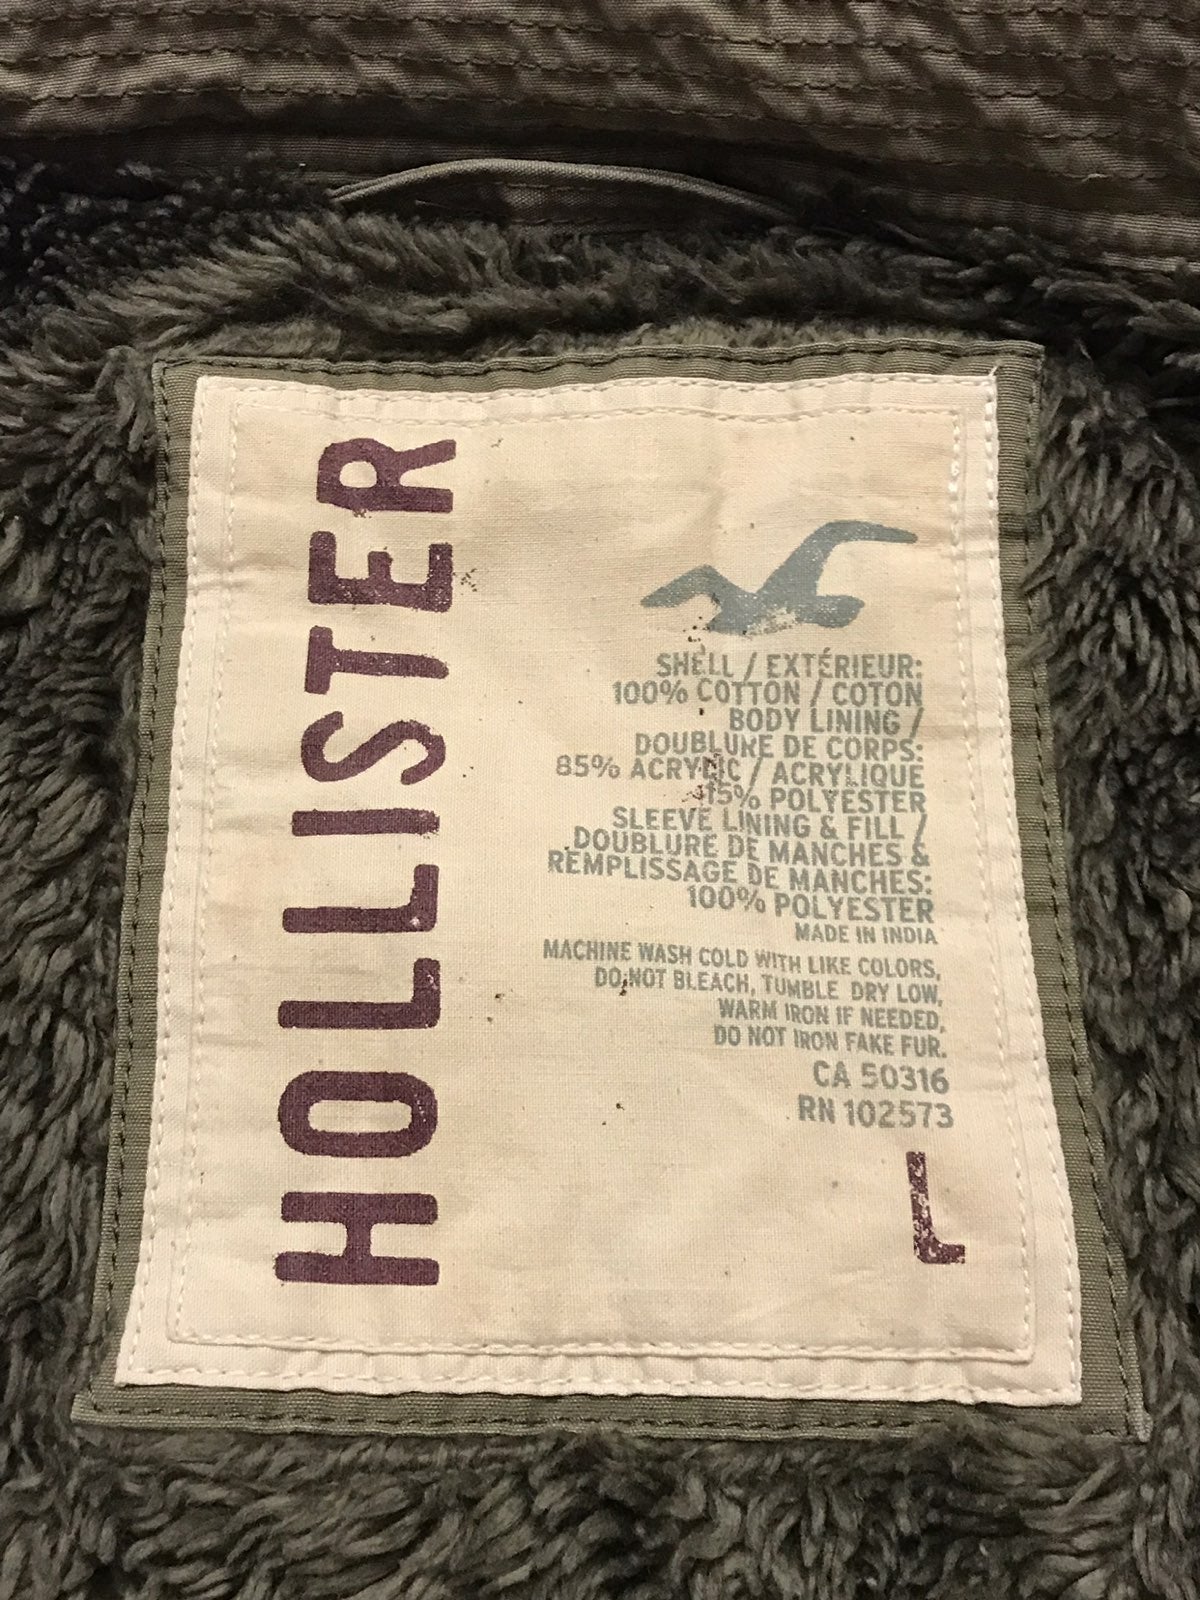 HOLLISTER
SHELL / EXTÉRIEUR:
100% COTTON / COTON
BODY LINING /
DOUBLURE DE CORPS:
85% ACRYLIC / ACRYLIQUE
15% POLYESTER
SLEEVE LINING & FILL /
DOUBLURE DE MANCHES &
REMPLISSAGE DE MANCHES:
100% POLYESTER
MADE IN INDIA
MACHINE WASH COLD WITH LIKE COLORS,
DO NOT BLEACH, TUMBLE DRY LOW,
WARM IRON IF NEEDED,
DO NOT IRON FAKE FUR.
CA 50316
RN 102573
L